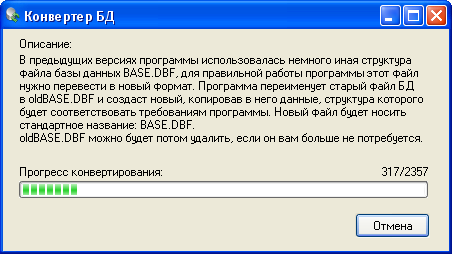 Конвертер БД
Описание:
В предыдущих версиях программы использовалась немного иная структура
файла базы данных BASE.DBF, для правильной работы программы этот файл
нужно перевести в новый формат. Программа переименует старый файл БД
в oldBASE.DBF и создаст новый, копировав в него данные, структура которого
будет соответствовать требованиям программы. Новый файл будет носить
стандартное название: BASE.DBF.
oldBASE.DBF можно будет потом удалить, если он вам больше не потребуется.
Прогресс конвертирования: 317/2357
Отмена